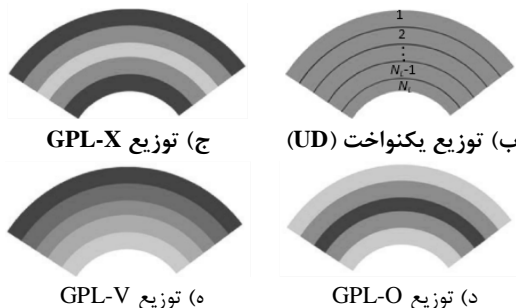 1
2
⋮
N_L-1
N_L
ب) توزیع یکنواخت (UD)
ج) توزیع GPL-X
د) توزیع GPL-O
ه) توزیع GPL-V